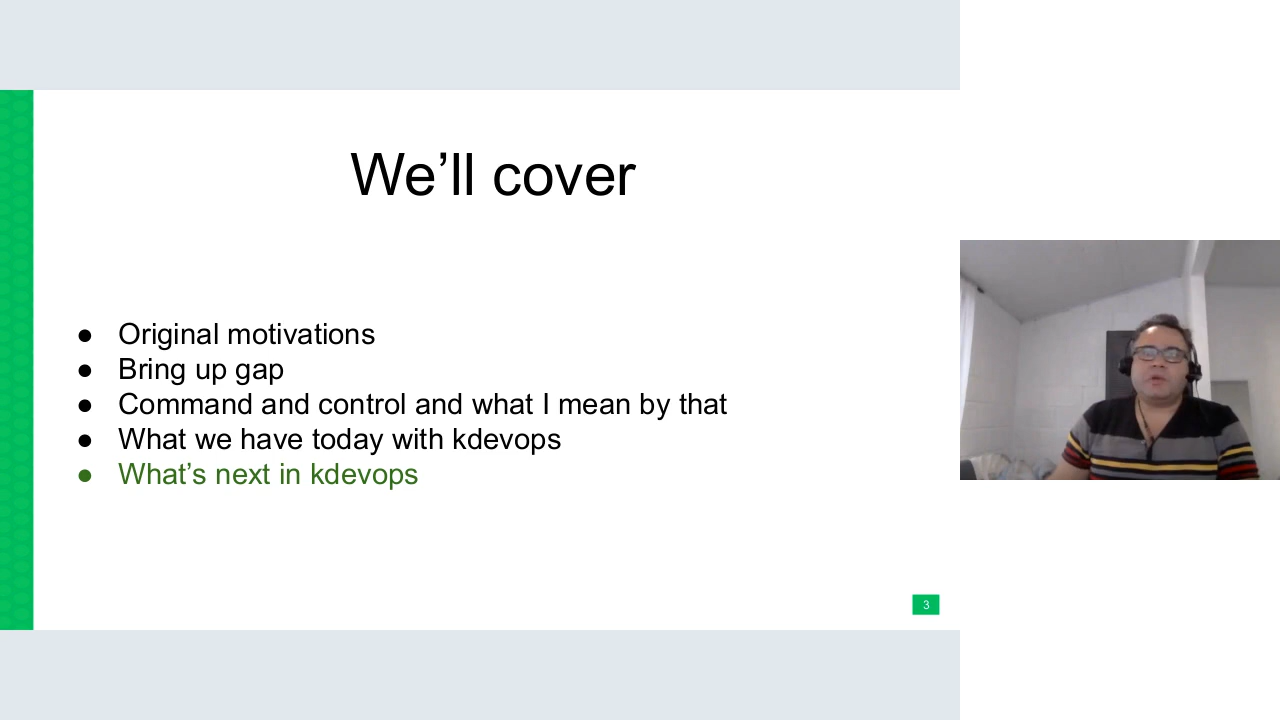 We’ll cover
● Original motivations
● Bring up gap
● Command and control and what I mean by that
● What we have today with kdevops
● What’s next in kdevops
3